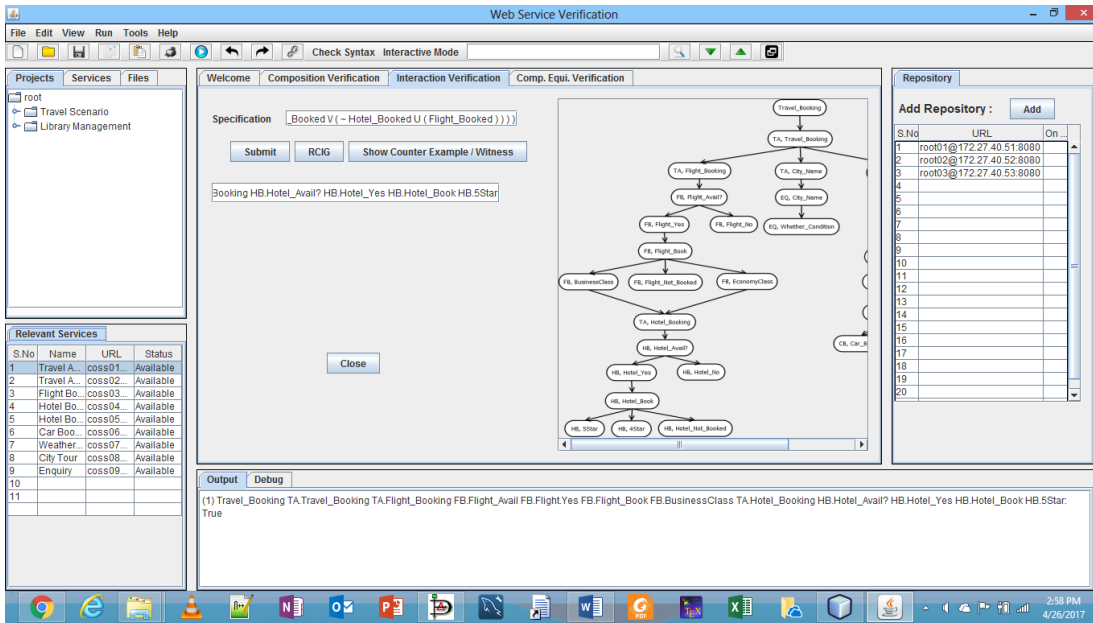 Web Service Verification
File Edit View Run Tools Help
Check Syntax Interactive Mode
Projects Services Files
root
Travel Scenario
Library Management
Relevant Services
S.No Name URL Status
1 Travel A... coss01... Available
2 Travel A... coss02... Available
3 Flight Bo... coss03... Available
4 Hotel Bo... coss04... Available
5 Hotel Bo... coss05... Available
6 Car Boo... coss06... Available
7 Weather... coss07... Available
8 City Tour coss08... Available
9 Enquiry coss09... Available
10
11
Welcome Composition Verification Interaction Verification Comp. Equi. Verification
Specification _Booked V ( ~ Hotel_Booked U ( Flight_Booked ) ) ) )
Submit RCIG Show Counter Example / Witness
Booking HB.Hotel_Avail? HB.Hotel_Yes HB.Hotel_Book HB.5Star
Close
Travel_Booking
TA, Travel_Booking
TA, Flight_Booking TA, City_Name
FB, Flight_Avail? EQ, City_Name
FB, Flight_Yes FB, Flight_No EQ, Whether_Condition
FB, Flight_Book
FB, BusinessClass FB, Flight_Not_Booked FB, EconomyClass
TA, Hotel_Booking
HB, Hotel_Avail? CB, Car_B
HB, Hotel_Yes HB, Hotel_No
HB, Hotel_Book
HB, 5Star HB, 4Star HB, Hotel_Not_Booked
Repository
Add Repository : Add
S.No URL On ...
1 root01@172.27.40.51:8080
2 root02@172.27.40.52:8080
3 root03@172.27.40.53:8080
4
5
6
7
8
9
10
11
12
13
14
15
16
17
18
19
20
Output Debug
(1) Travel_Booking TA.Travel_Booking TA.Flight_Booking FB.Flight_Avail FB.Flight.Yes FB.Flight_Book FB.BusinessClass TA.Hotel_Booking HB.Hotel_Avail? HB.Hotel_Yes HB.Hotel_Book HB.5Star:
True
2:58 PM
4/26/2017